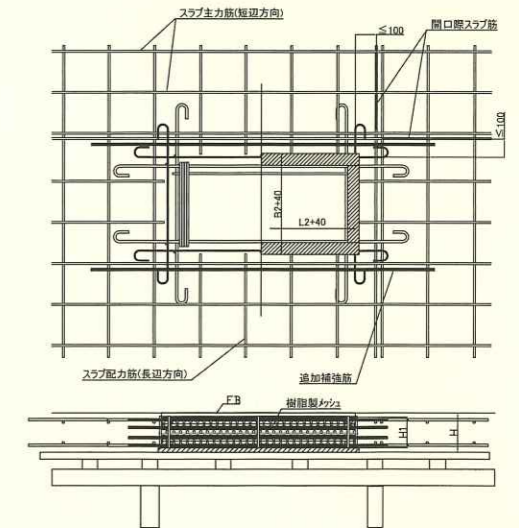 スラブ主力筋(短辺方向)
≦100
開口際スラブ筋
≦100
B2+40
L2+40
スラブ配力筋(長辺方向)
追加補強筋
F.B
樹脂製メッシュ
H1
H